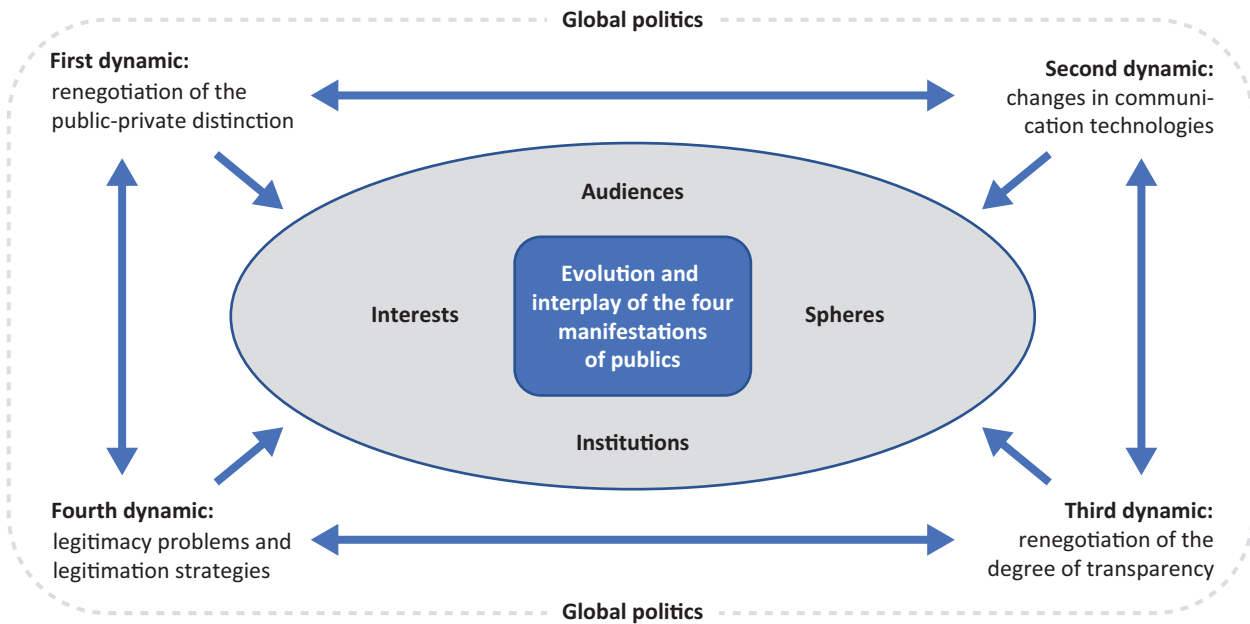 Global politics
First dynamic:
renegotiation of the
public-private distinction
Second dynamic:
changes in communi-
cation technologies
Audiences
Interests
Evolution and
interplay of the four
manifestations
of publics
Spheres
Institutions
Fourth dynamic:
legitimacy problems and
legitimation strategies
Third dynamic:
renegotiation of the
degree of transparency
Global politics